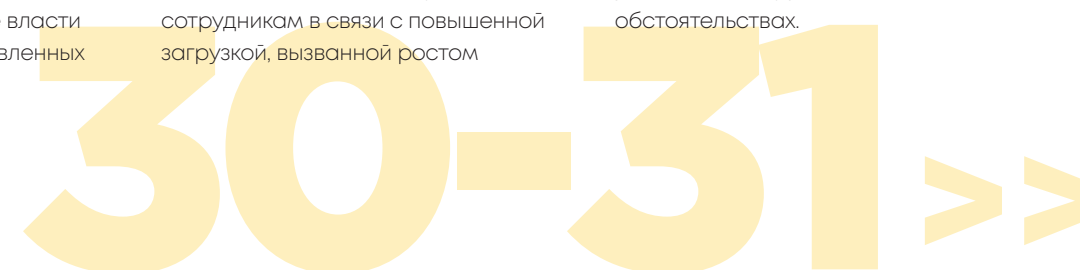 власти
вленных
сотрудникам в связи с повышенной
загрузкой, вызванной ростом
обстоятельствах.
30-31 >>